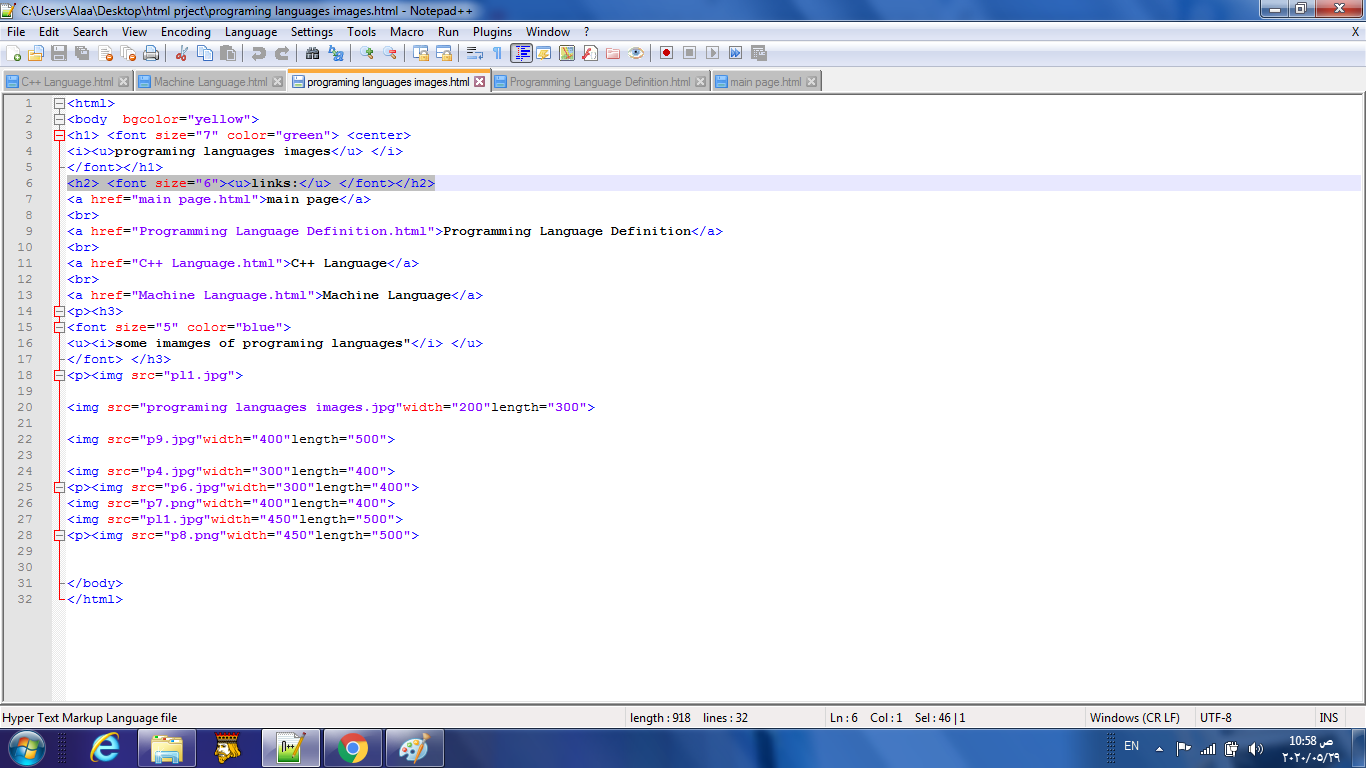 C:\Users\Alaa\Desktop\html prject\programing languages images.html - Notepad++
File Edit Search View Encoding Language Settings Tools Macro Run Plugins Window ? X
C++ Language.html Machine Language.html programing languages images.html Programming Language Definition.html main page.html
1 <html>
2 <body  bgcolor="yellow">
3 <h1> <font size="7" color="green"> <center>
4 <i><u>programing languages images</u> </i>
5 </font></h1>
6 <h2> <font size="6"><u>links:</u> </font></h2>
7 <a href="main page.html">main page</a>
8 <br>
9 <a href="Programming Language Definition.html">Programming Language Definition</a>
10 <br>
11 <a href="C++ Language.html">C++ Language</a>
12 <br>
13 <a href="Machine Language.html">Machine Language</a>
14 <p><h3>
15 <font size="5" color="blue">
16 <u><i>some imamges of programing languages"</i> </u>
17 </font> </h3>
18 <p><img src="pl1.jpg">
19
20 <img src="programing languages images.jpg"width="200"length="300">
21
22 <img src="p9.jpg"width="400"length="500">
23
24 <img src="p4.jpg"width="300"length="400">
25 <p><img src="p6.jpg"width="300"length="400">
26 <img src="p7.png"width="400"length="400">
27 <img src="pl1.jpg"width="450"length="500">
28 <p><img src="p8.png"width="450"length="500">
29
30
31 </body>
32 </html>
Hyper Text Markup Language file length : 918 lines : 32 Ln : 6 Col : 1 Sel : 46 | 1 Windows (CR LF) UTF-8 INS
EN 10:58 ص
٢٠٢٠/٠٥/٢٩